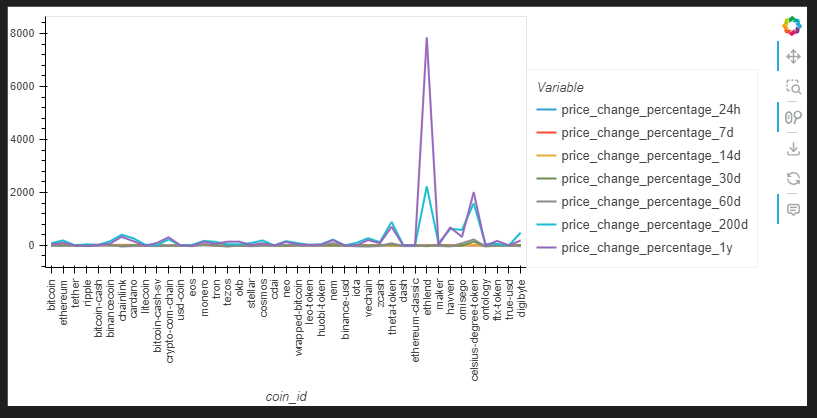 8000
6000
4000
2000
0
bitcoin
ethereum
tether
ripple
bitcoin-cash
binancecoin
chainlink
cardano
litecoin
bitcoin-cash-sv
crypto-com-chain
usd-coin
eos
monero
tron
tezos
okb
stellar
cosmos
cdai
neo
wrapped-bitcoin
leo-token
huobi-token
nem
binance-usd
iota
vechain
zcash
theta-token
dash
ethereum-classic
ethlend
maker
havven
omisego
celsius-degree-token
ontology
ftx-token
true-usd
digibyte
coin_id
Variable
price_change_percentage_24h
price_change_percentage_7d
price_change_percentage_14d
price_change_percentage_30d
price_change_percentage_60d
price_change_percentage_200d
price_change_percentage_1y